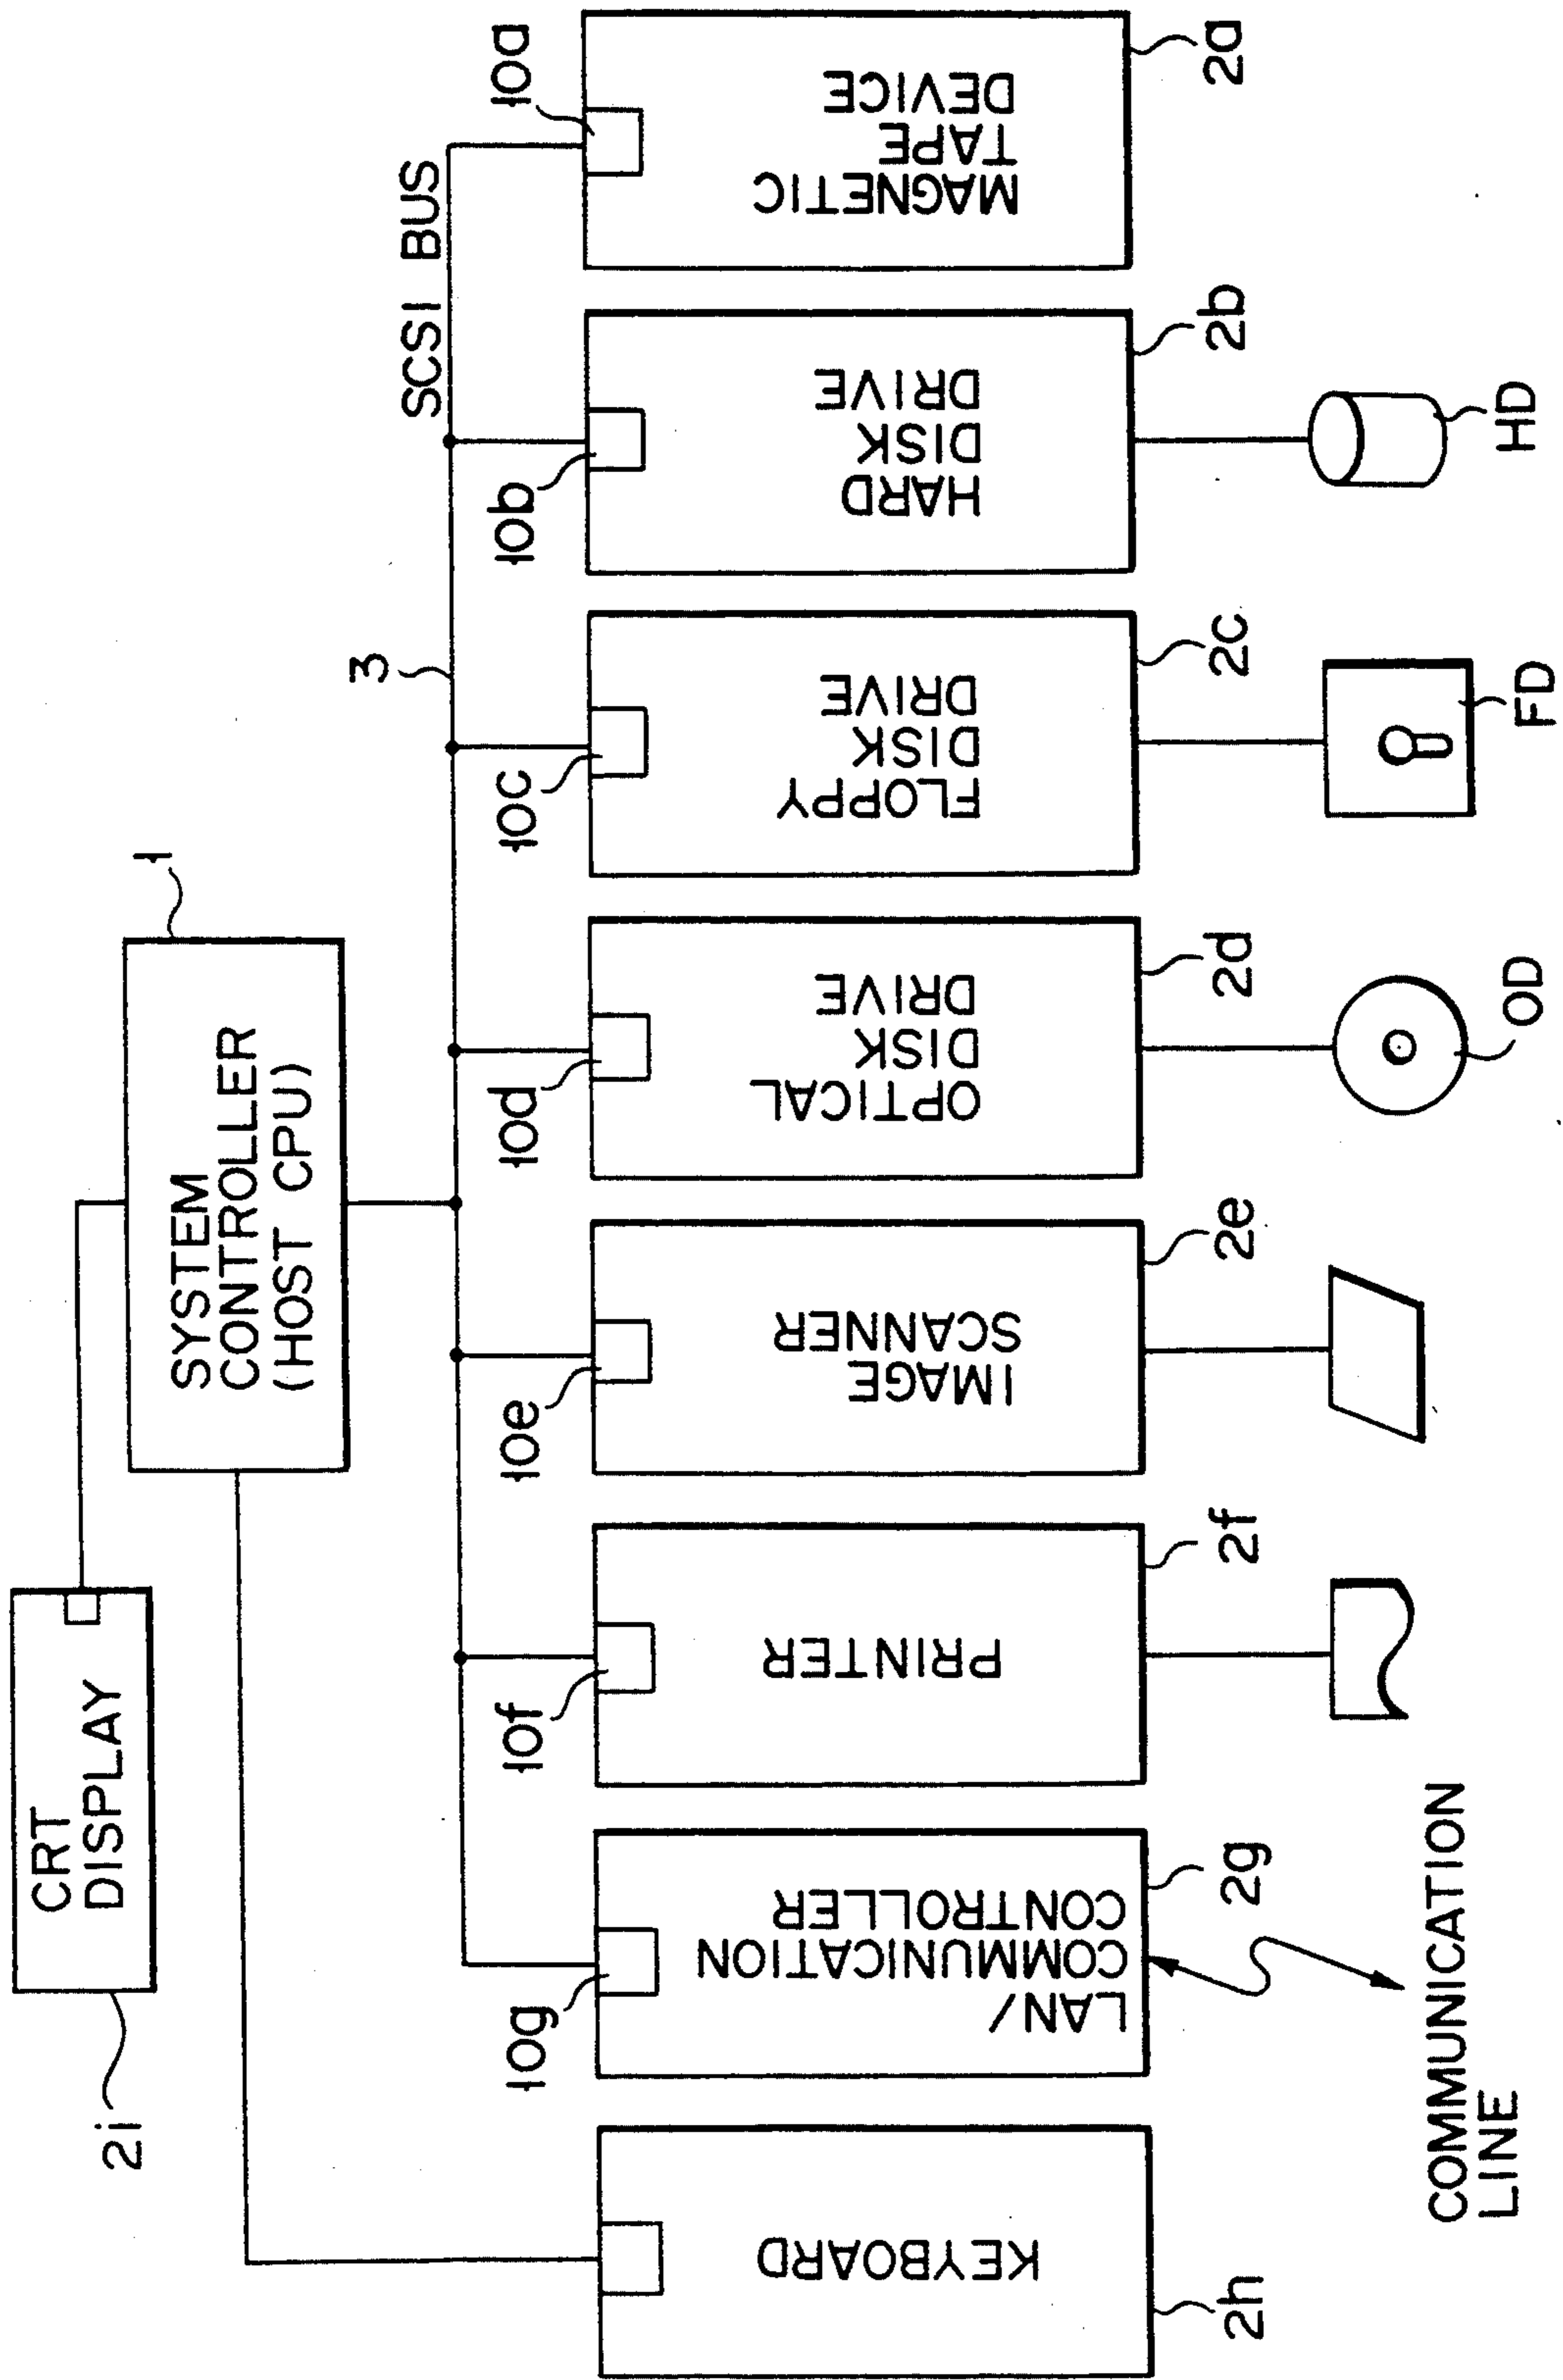 CRT
DISPLAY
2i
SYSTEM
CONTROLLER
(HOST CPU)
1
3
SCSI BUS
10g
10f
10e
10d
10c
10b
10a
KEYBOARD
2h
LAN/
COMMUNICATION
CONTROLLER
2g
PRINTER
2f
IMAGE
SCANNER
2e
OPTICAL
DISK
DRIVE
2d
FLOPPY
DISK
DRIVE
2c
HARD
DISK
DRIVE
2b
MAGNETIC
TAPE
DEVICE
2a
COMMUNICATION
LINE
OD
FD
HD